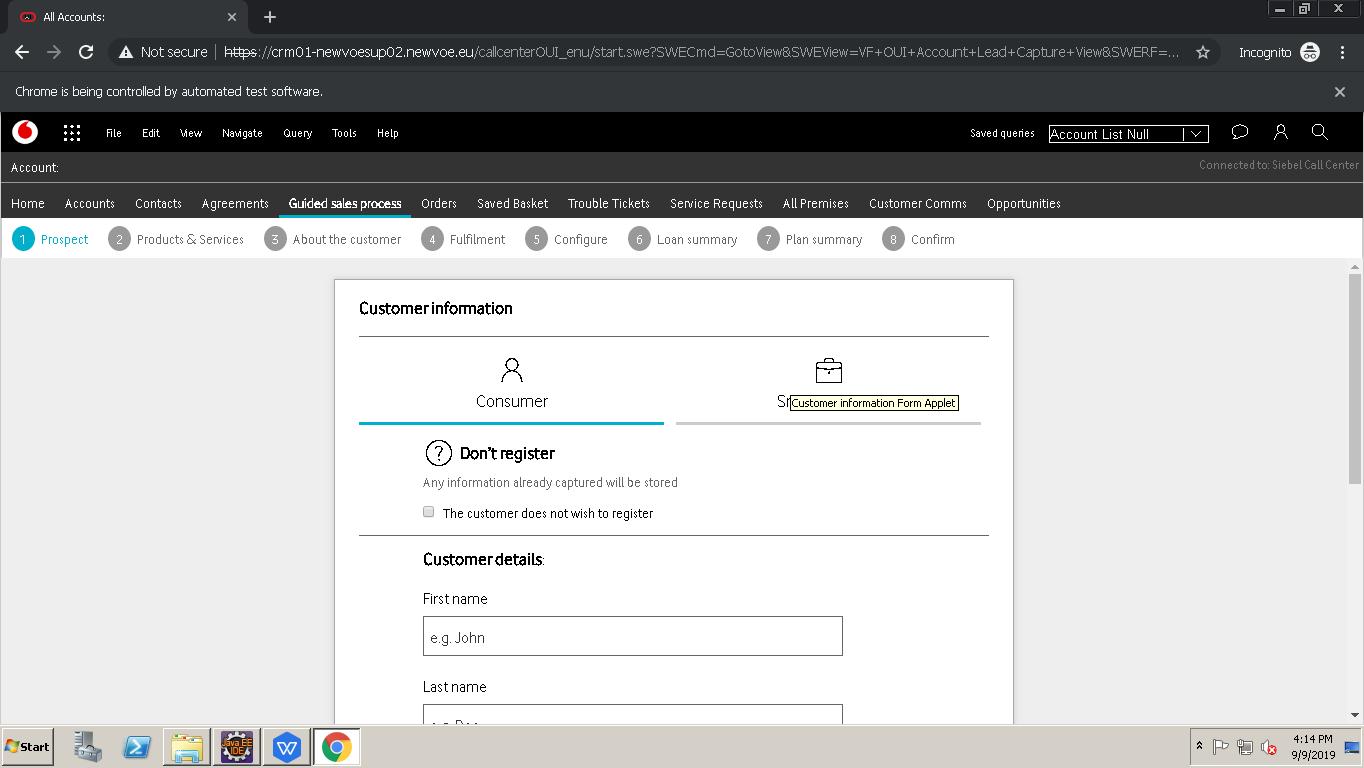 All Accounts:
Not secure https://crm01-newvoesup02.newvoe.eu/callcenterOUI_enu/start.swe?SWECmd=GotoView&SWEView=VF+OUI+Account+Lead+Capture+View&SWERF=... Incognito
Chrome is being controlled by automated test software.
File Edit View Navigate Query Tools Help Saved queries Account List Null
Account: Connected to: Siebel Call Center
Home Accounts Contacts Agreements Guided sales process Orders Saved Basket Trouble Tickets Service Requests All Premises Customer Comms Opportunities
1 Prospect 2 Products & Services 3 About the customer 4 Fulfilment 5 Configure 6 Loan summary 7 Plan summary 8 Confirm
Customer information
Consumer
Customer information Form Applet
? Don't register
Any information already captured will be stored
The customer does not wish to register
Customer details:
First name
e.g. John
Last name
Start Java EE IDE W 4:14 PM
9/9/2019